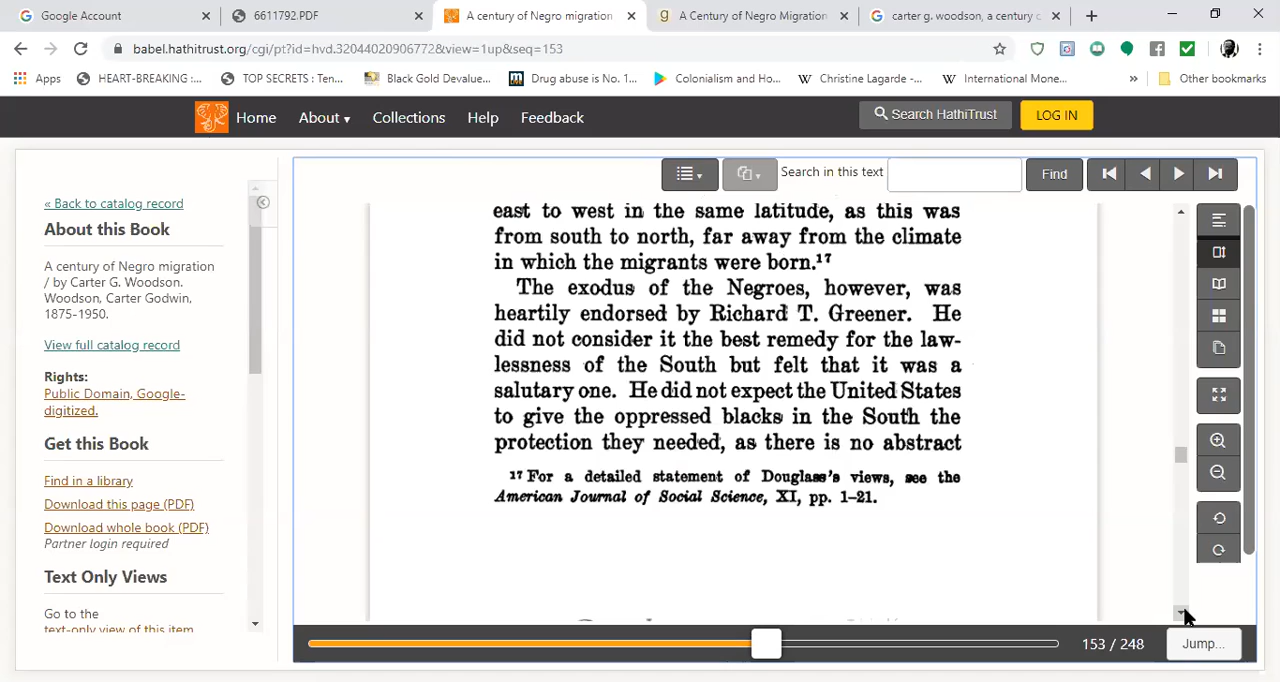 Google Account
6611792.PDF
A century of Negro migration
A Century of Negro Migration
carter g. woodson, a century c
babel.hathitrust.org/cgi/pt?id=hvd.32044020906772&view=1up&seq=153
Apps
HEART-BREAKING :...
TOP SECRETS : Ten...
Black Gold Devalue...
Drug abuse is No. 1...
Colonialism and Ho...
Christine Lagarde -...
International Mone...
Other bookmarks
Home
About
Collections
Help
Feedback
Search HathiTrust
LOG IN
« Back to catalog record
About this Book
A century of Negro migration
/ by Carter G. Woodson.
Woodson, Carter Godwin,
1875-1950.
View full catalog record
Rights:
Public Domain, Google-
digitized.
Get this Book
Find in a library
Download this page (PDF)
Download whole book (PDF)
Partner login required
Text Only Views
Go to the
text-only view of this item
Search in this text
Find
east to west in the same latitude, as this was
from south to north, far away from the climate
in which the migrants were born.¹⁷
The exodus of the Negroes, however, was
heartily endorsed by Richard T. Greener. He
did not consider it the best remedy for the law-
lessness of the South but felt that it was a
salutary one. He did not expect the United States
to give the oppressed blacks in the South the
protection they needed, as there is no abstract
¹⁷ For a detailed statement of Douglass's views, see the
American Journal of Social Science, XI, pp. 1–21.
153 / 248
Jump...